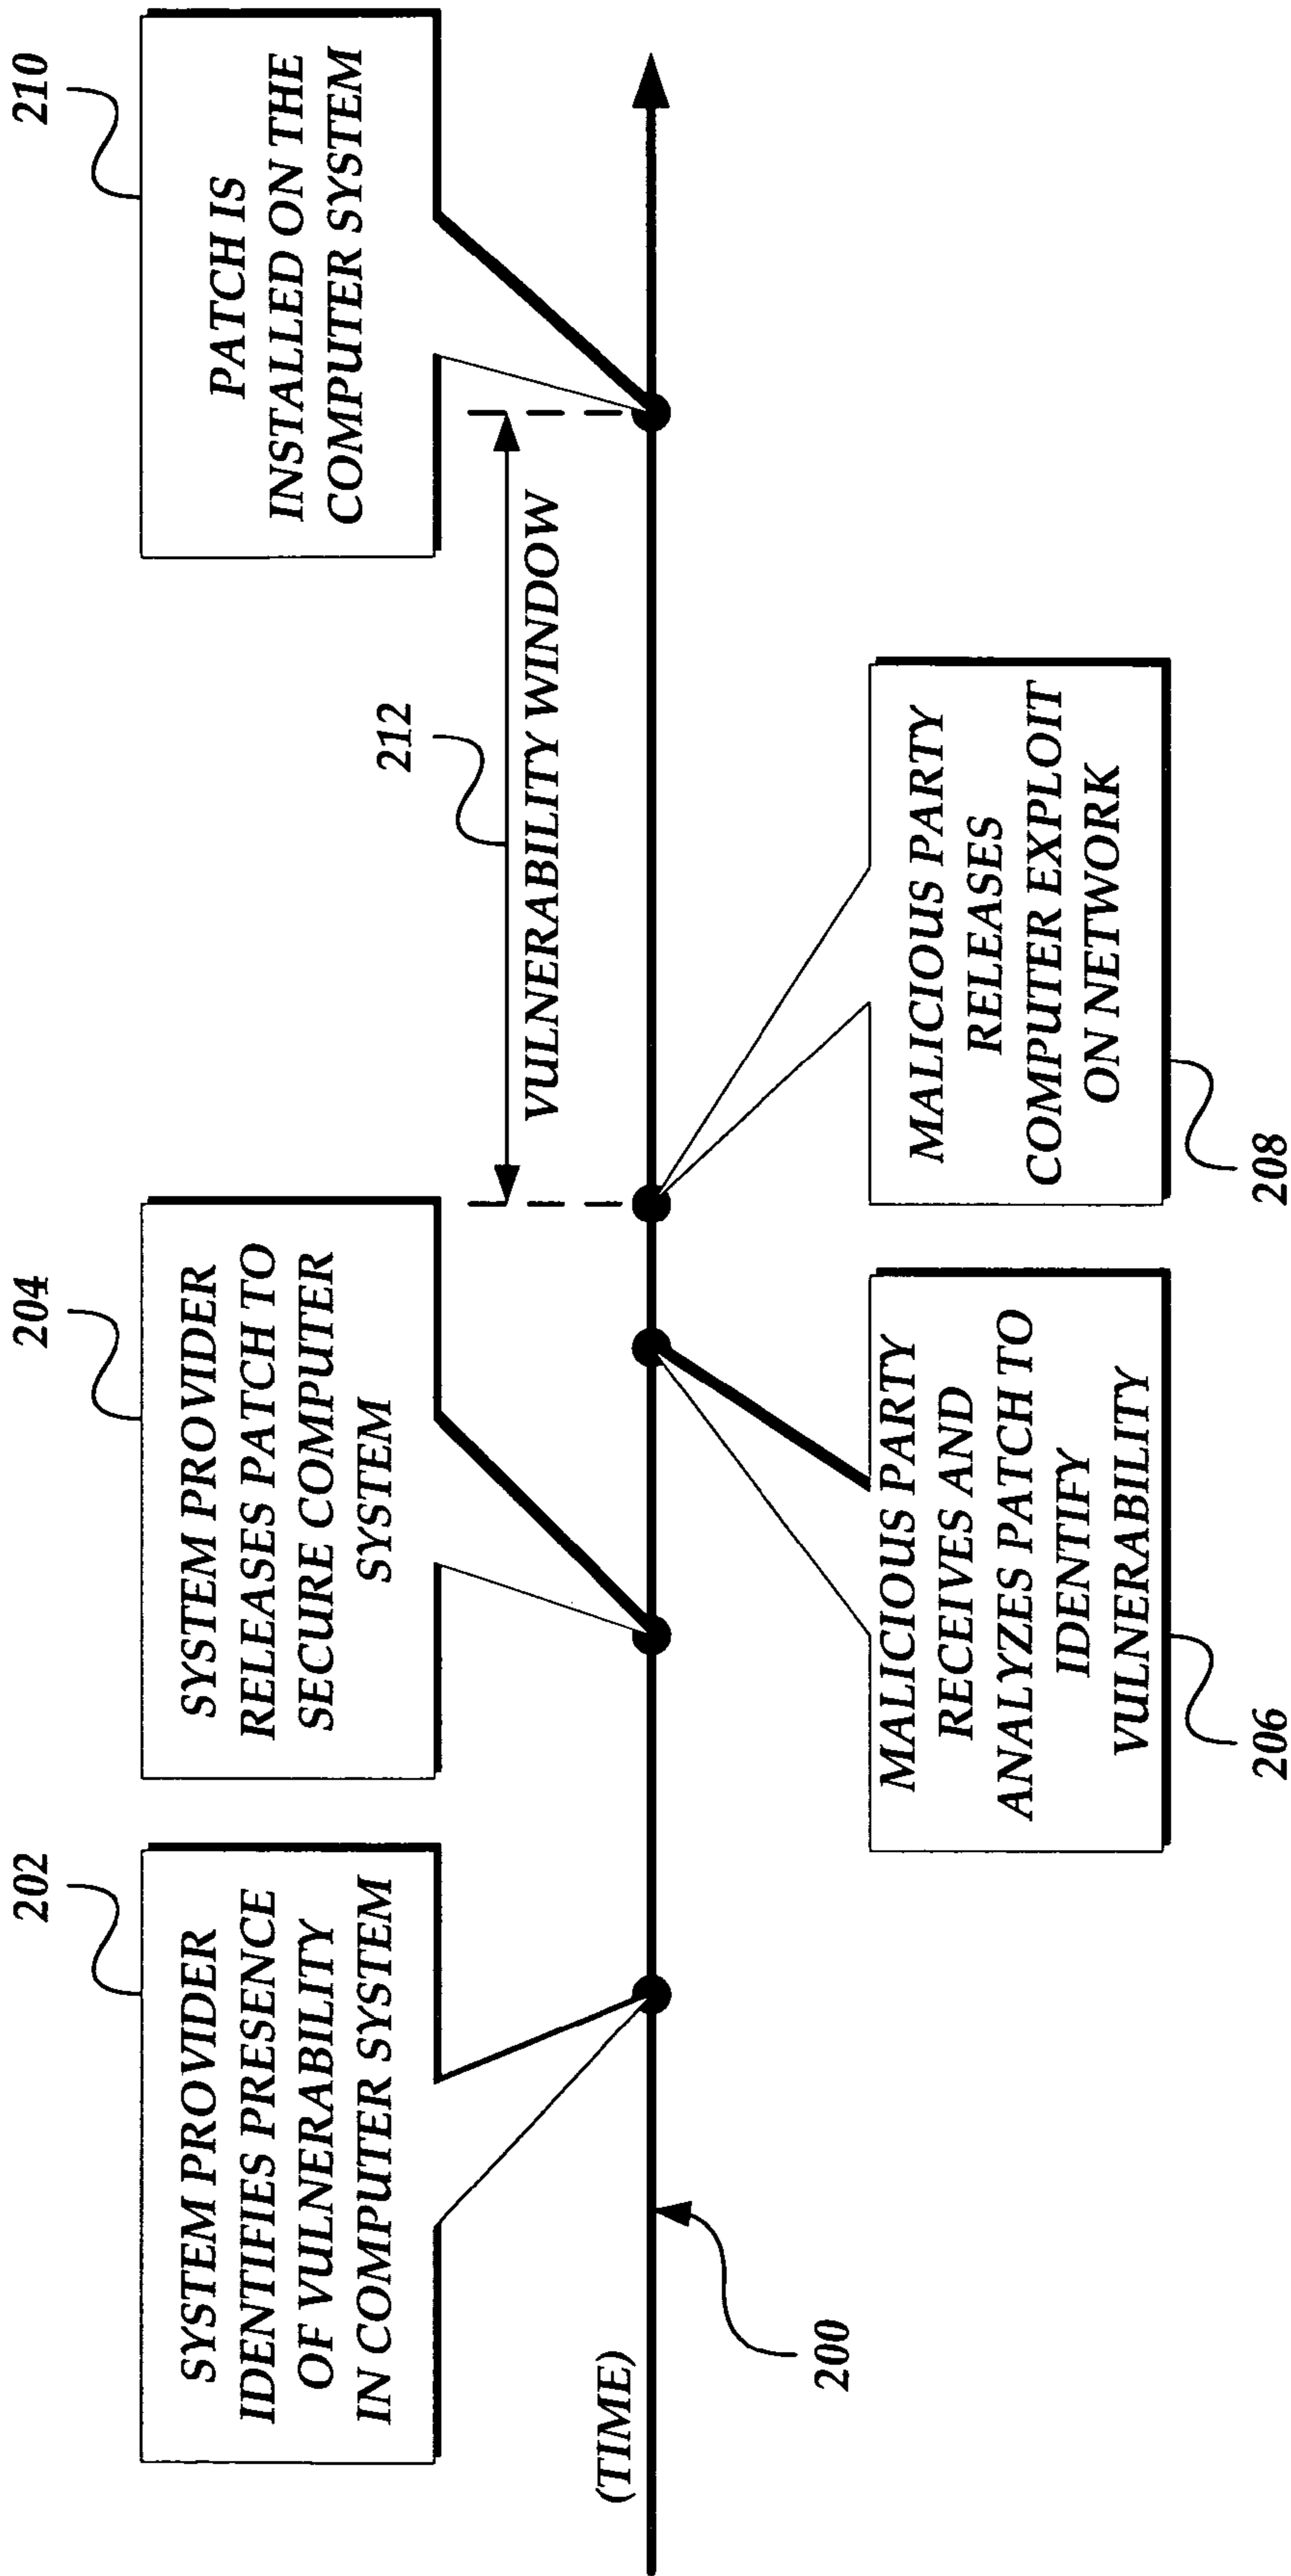 202
SYSTEM PROVIDER
IDENTIFIES PRESENCE
OF VULNERABILITY
IN COMPUTER SYSTEM
204
SYSTEM PROVIDER
RELEASES PATCH TO
SECURE COMPUTER
SYSTEM
210
PATCH IS
INSTALLED ON THE
COMPUTER SYSTEM
212
VULNERABILITY WINDOW
(TIME)
200
MALICIOUS PARTY
RECEIVES AND
ANALYZES PATCH TO
IDENTIFY
VULNERABILITY
206
MALICIOUS PARTY
RELEASES
COMPUTER EXPLOIT
ON NETWORK
208